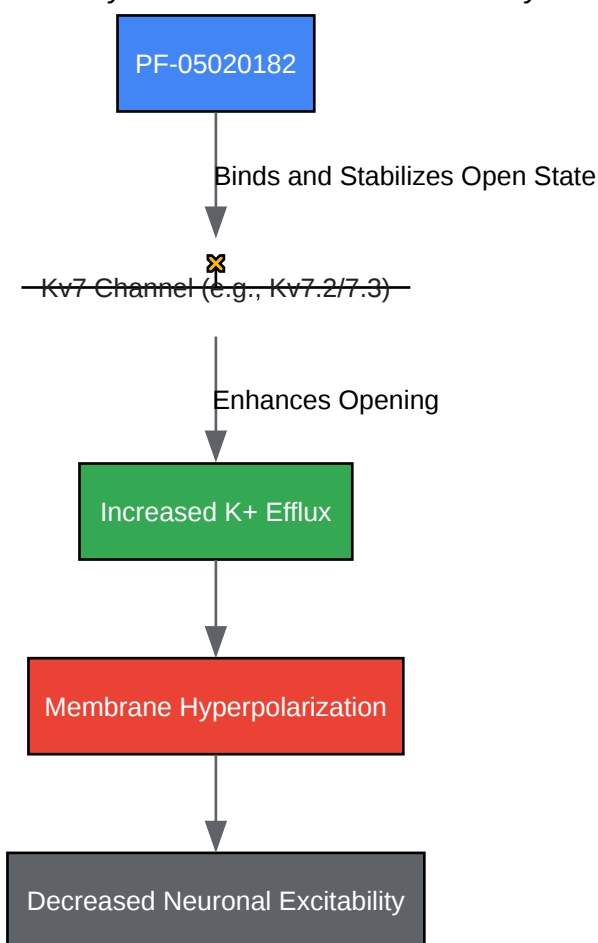 PF-05020182
Binds and Stabilizes Open State
Kv7 Channel (e.g., Kv7.2/7.3)
Enhances Opening
Increased K+ Efflux
Membrane Hyperpolarization
Decreased Neuronal Excitability